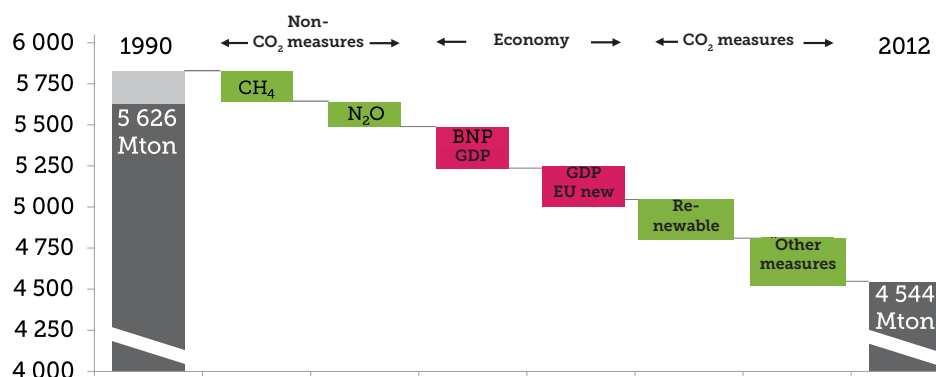 Non-
CO₂ measures
Economy
CO₂ measures
6 000
5 750
5 500
5 250
5 000
4 750
4 500
4 250
4 000
1990
2012
5 626
Mton
CH₄
N₂O
BNP
GDP
GDP
EU new
Re-
newable
Other
measures
4 544
Mton